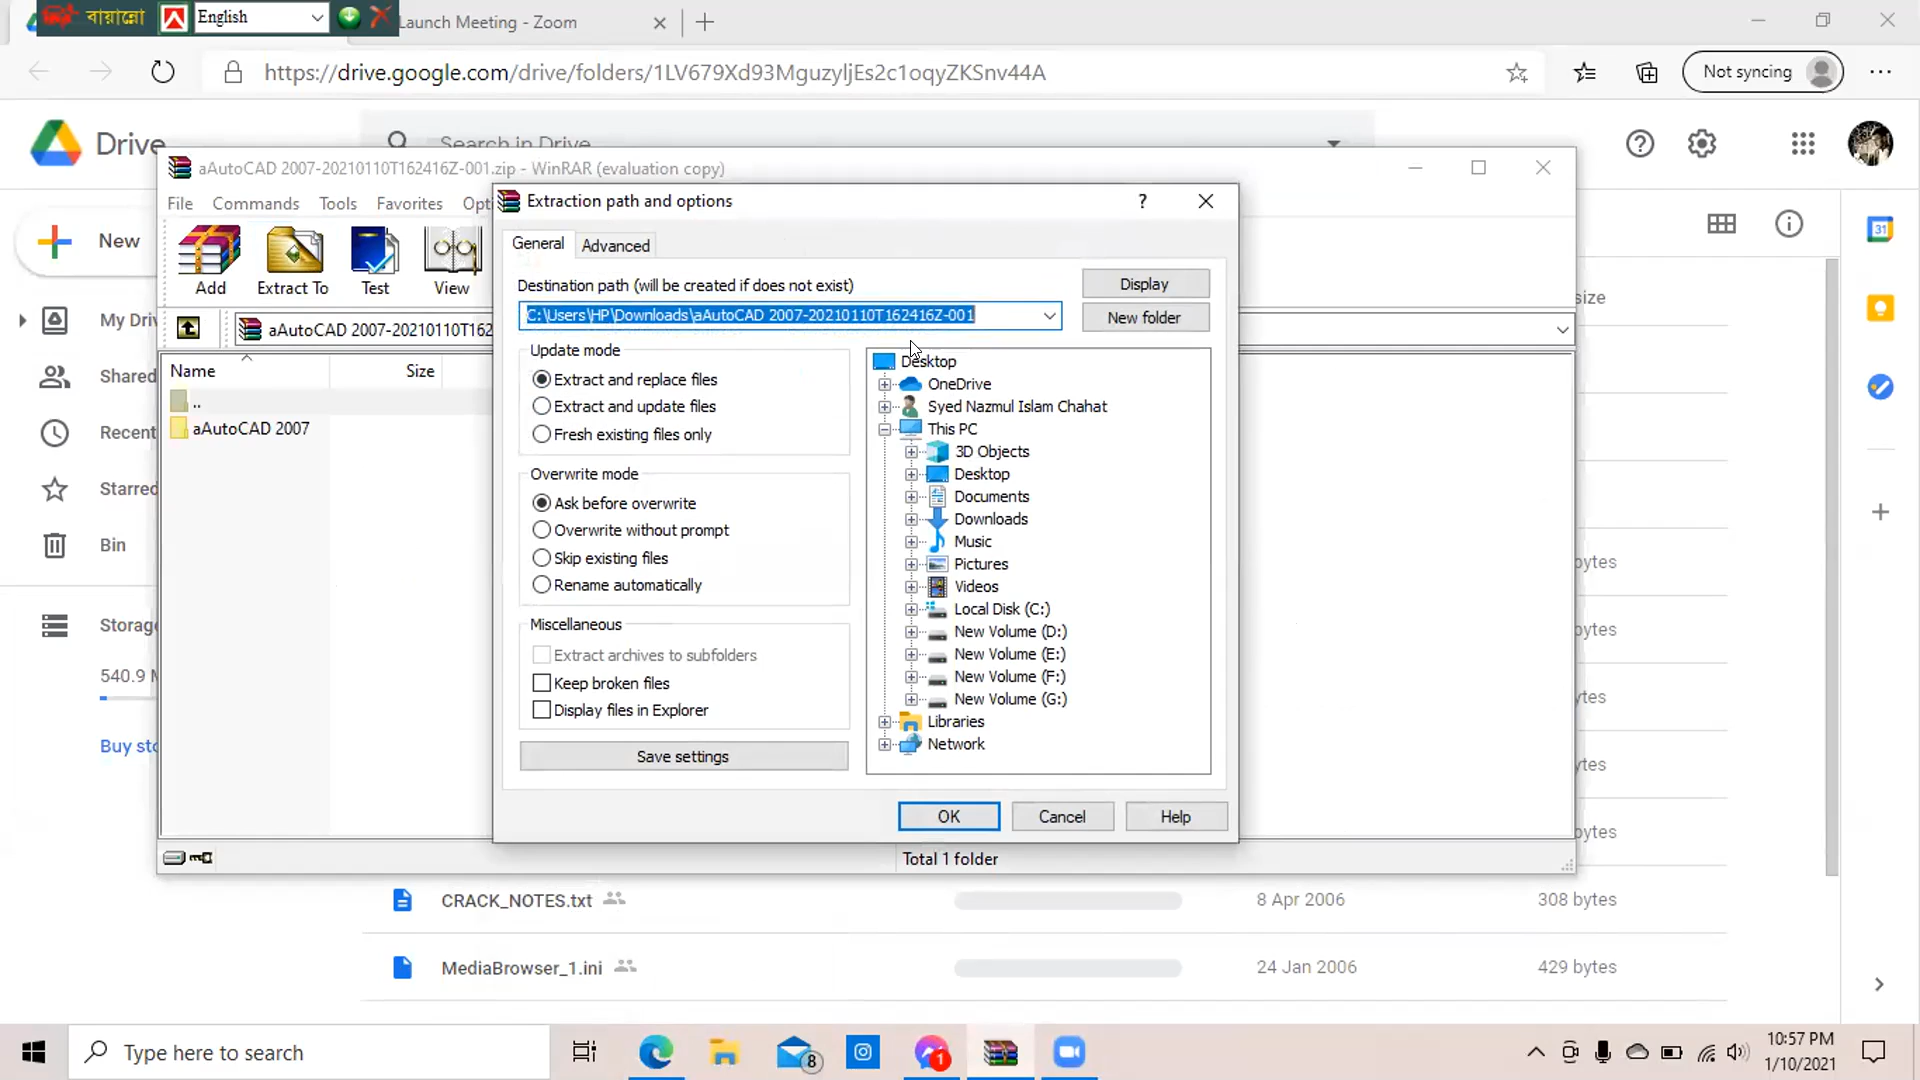 বায়ান্নো
English
Launch Meeting - Zoom
https://drive.google.com/drive/folders/1LV679Xd93MguzyljEs2c1oqyZKSnv44A
Not syncing
Drive
Search in Drive
aAutoCAD 2007-20210110T162416Z-001.zip - WinRAR (evaluation copy)
File Commands Tools Favorites Opti
Add
Extract To
Test
View
aAutoCAD 2007-20210110T162
Name
Size
..
aAutoCAD 2007
Total 1 folder
Extraction path and options
?
General
Advanced
Destination path (will be created if does not exist)
C:\Users\HP\Downloads\aAutoCAD 2007-20210110T162416Z-001
Display
New folder
Update mode
Extract and replace files
Extract and update files
Fresh existing files only
Overwrite mode
Ask before overwrite
Overwrite without prompt
Skip existing files
Rename automatically
Miscellaneous
Extract archives to subfolders
Keep broken files
Display files in Explorer
Save settings
Desktop
OneDrive
Syed Nazmul Islam Chahat
This PC
3D Objects
Desktop
Documents
Downloads
Music
Pictures
Videos
Local Disk (C:)
New Volume (D:)
New Volume (E:)
New Volume (F:)
New Volume (G:)
Libraries
Network
OK
Cancel
Help
New
My Driv
Shared
Recent
Starred
Bin
Storag
540.9 M
Buy sto
size
bytes
bytes
bytes
bytes
bytes
31
CRACK_NOTES.txt
8 Apr 2006
308 bytes
MediaBrowser_1.ini
24 Jan 2006
429 bytes
Type here to search
8
1
10:57 PM
1/10/2021